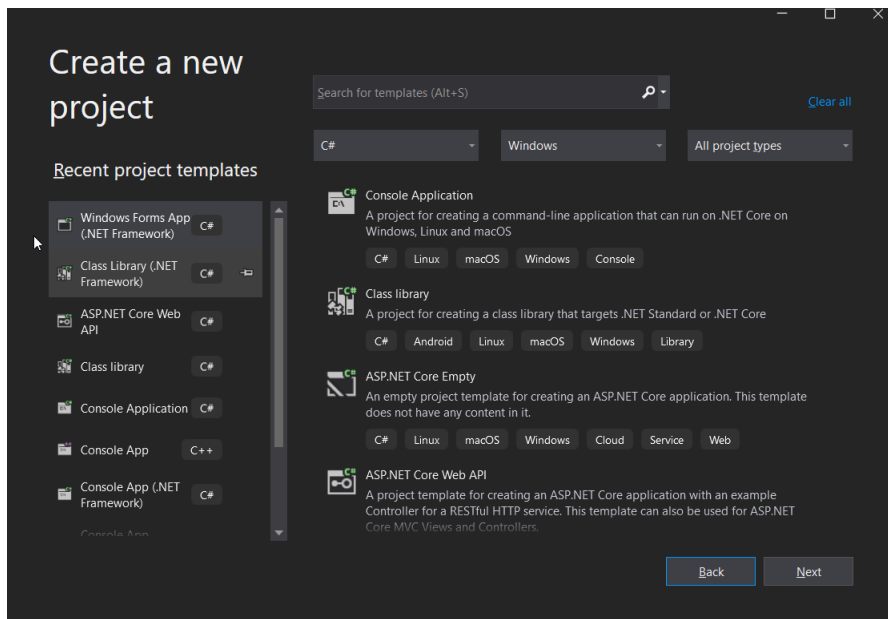 Create a new
project
Search for templates (Alt+S)
Clear all
C#
Windows
All project types
Recent project templates
Windows Forms App
(.NET Framework)
C#
Class Library (.NET
Framework)
C#
ASP.NET Core Web
API
C#
Class library
C#
Console Application
C#
Console App
C++
Console App (.NET
Framework)
C#
Console App
Console Application
A project for creating a command-line application that can run on .NET Core on
Windows, Linux and macOS
C# Linux macOS Windows Console
Class library
A project for creating a class library that targets .NET Standard or .NET Core
C# Android Linux macOS Windows Library
ASP.NET Core Empty
An empty project template for creating an ASP.NET Core application. This template
does not have any content in it.
C# Linux macOS Windows Cloud Service Web
ASP.NET Core Web API
A project template for creating an ASP.NET Core application with an example
Controller for a RESTful HTTP service. This template can also be used for ASP.NET
Core MVC Views and Controllers.
Back
Next